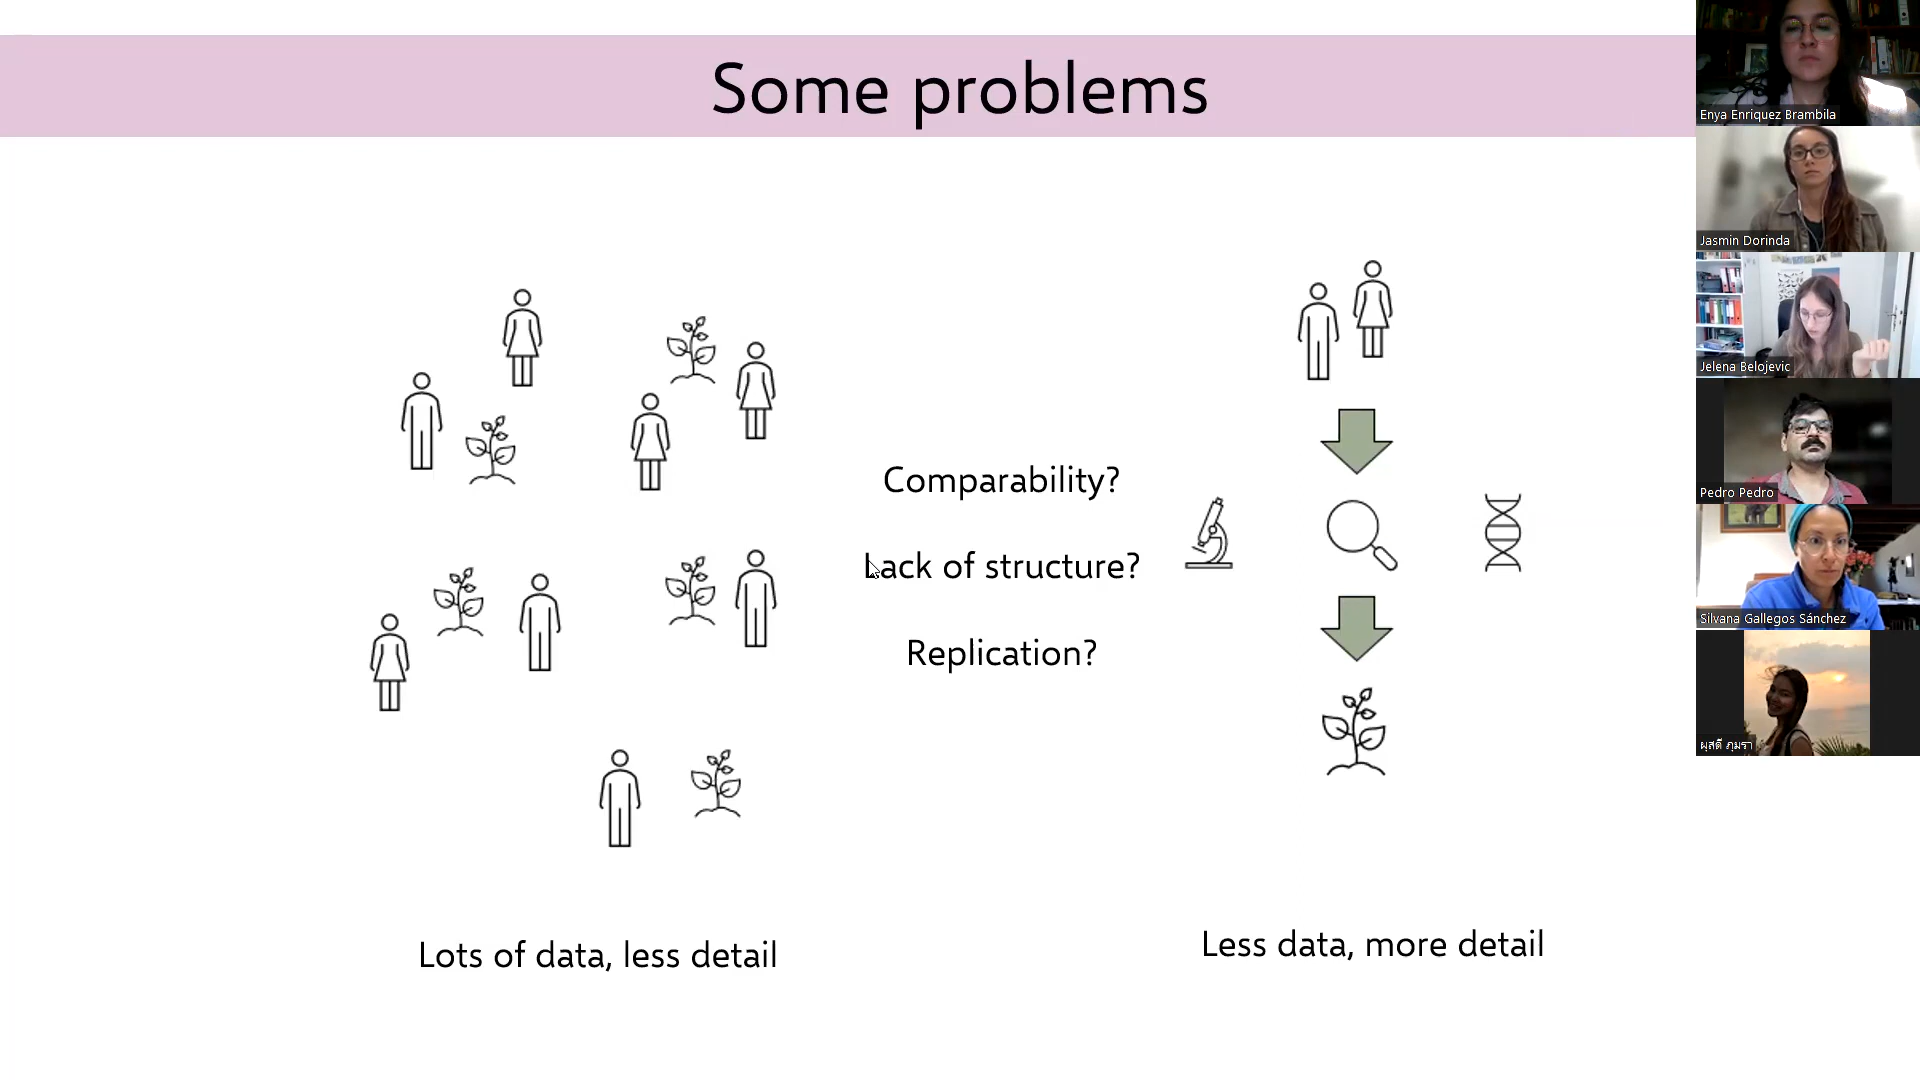 Some problems
Comparability?
Lack of structure?
Replication?
Lots of data, less detail
Less data, more detail
Enya Enriquez Brambila
Jasmin Dorinda
Jelena Belojevic
Pedro Pedro
Silvana Gallegos Sánchez
ผุสดี ภุมรา